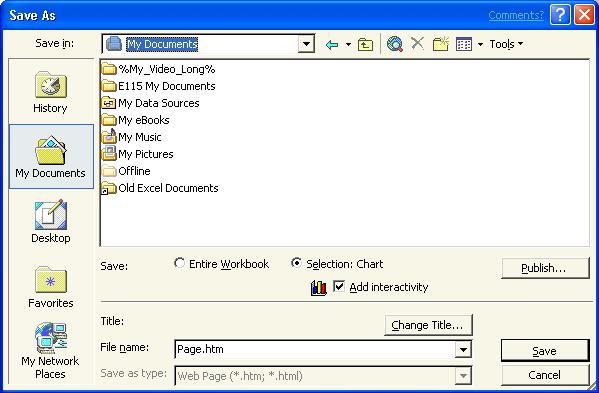 Save As
Comments?
Save in:
My Documents
Tools
%My_Video_Long%
E115 My Documents
My Data Sources
My eBooks
My Music
My Pictures
Offline
Old Excel Documents
History
My Documents
Desktop
Favorites
My Network
Places
Save:
Entire Workbook
Selection: Chart
Publish...
Add interactivity
Title:
Change Title...
File name:
Page.htm
Save
Save as type:
Web Page (*.htm; *.html)
Cancel